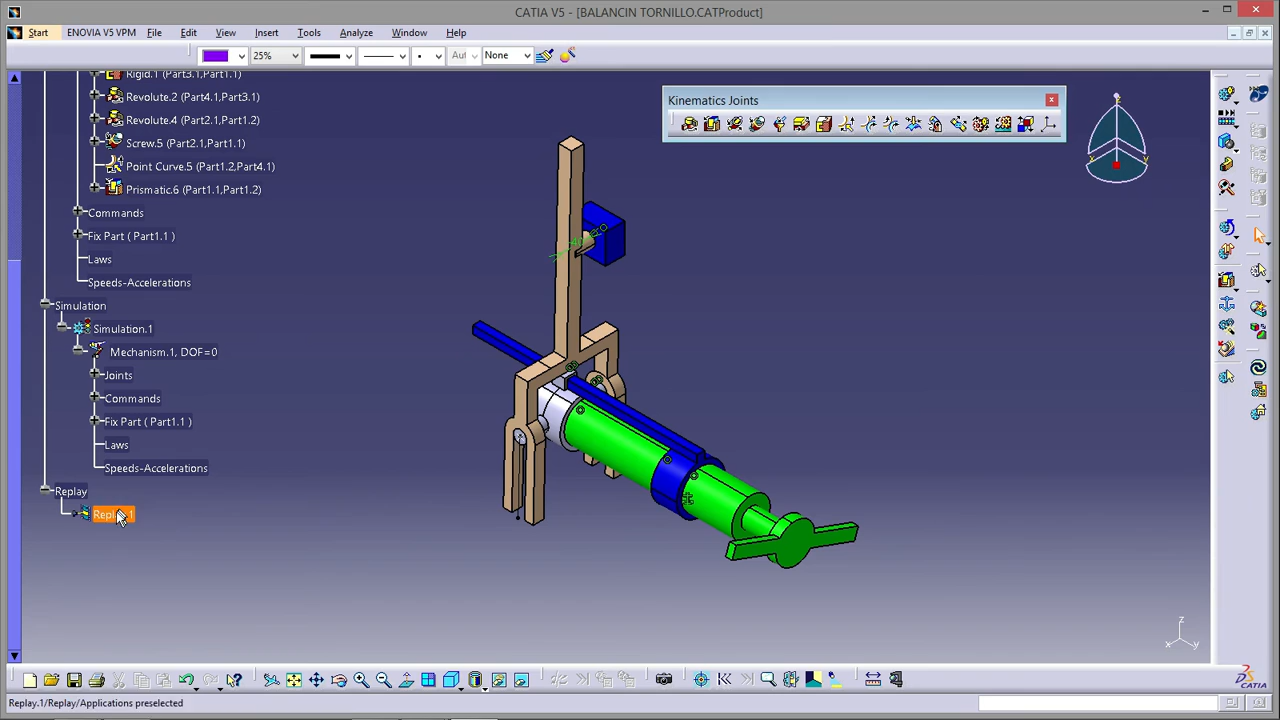 CATIA V5 - [BALANCIN TORNILLO.CATProduct]
Start ENOVIA V5 VPM File Edit View Insert Tools Analyze Window Help
25% Aut None
Rigid.1 (Part3.1,Part1.1)
Revolute.2 (Part4.1,Part3.1)
Revolute.4 (Part2.1,Part1.2)
Screw.5 (Part2.1,Part1.1)
Point Curve.5 (Part1.2,Part4.1)
Prismatic.6 (Part1.1,Part1.2)
Commands
Fix Part ( Part1.1 )
Laws
Speeds-Accelerations
Simulation
Simulation.1
Mechanism.1, DOF=0
Joints
Commands
Fix Part ( Part1.1 )
Laws
Speeds-Accelerations
Replay
Replay.1
Kinematics Joints
z
x
y
z
x
y
CATIA
Replay.1/Replay/Applications preselected